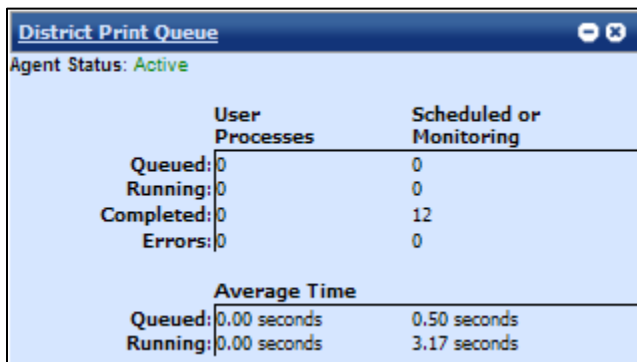 District Print Queue
Agent Status: Active
User Processes Scheduled or Monitoring
Queued: 0 0
Running: 0 0
Completed: 0 12
Errors: 0 0
Average Time
Queued: 0.00 seconds 0.50 seconds
Running: 0.00 seconds 3.17 seconds